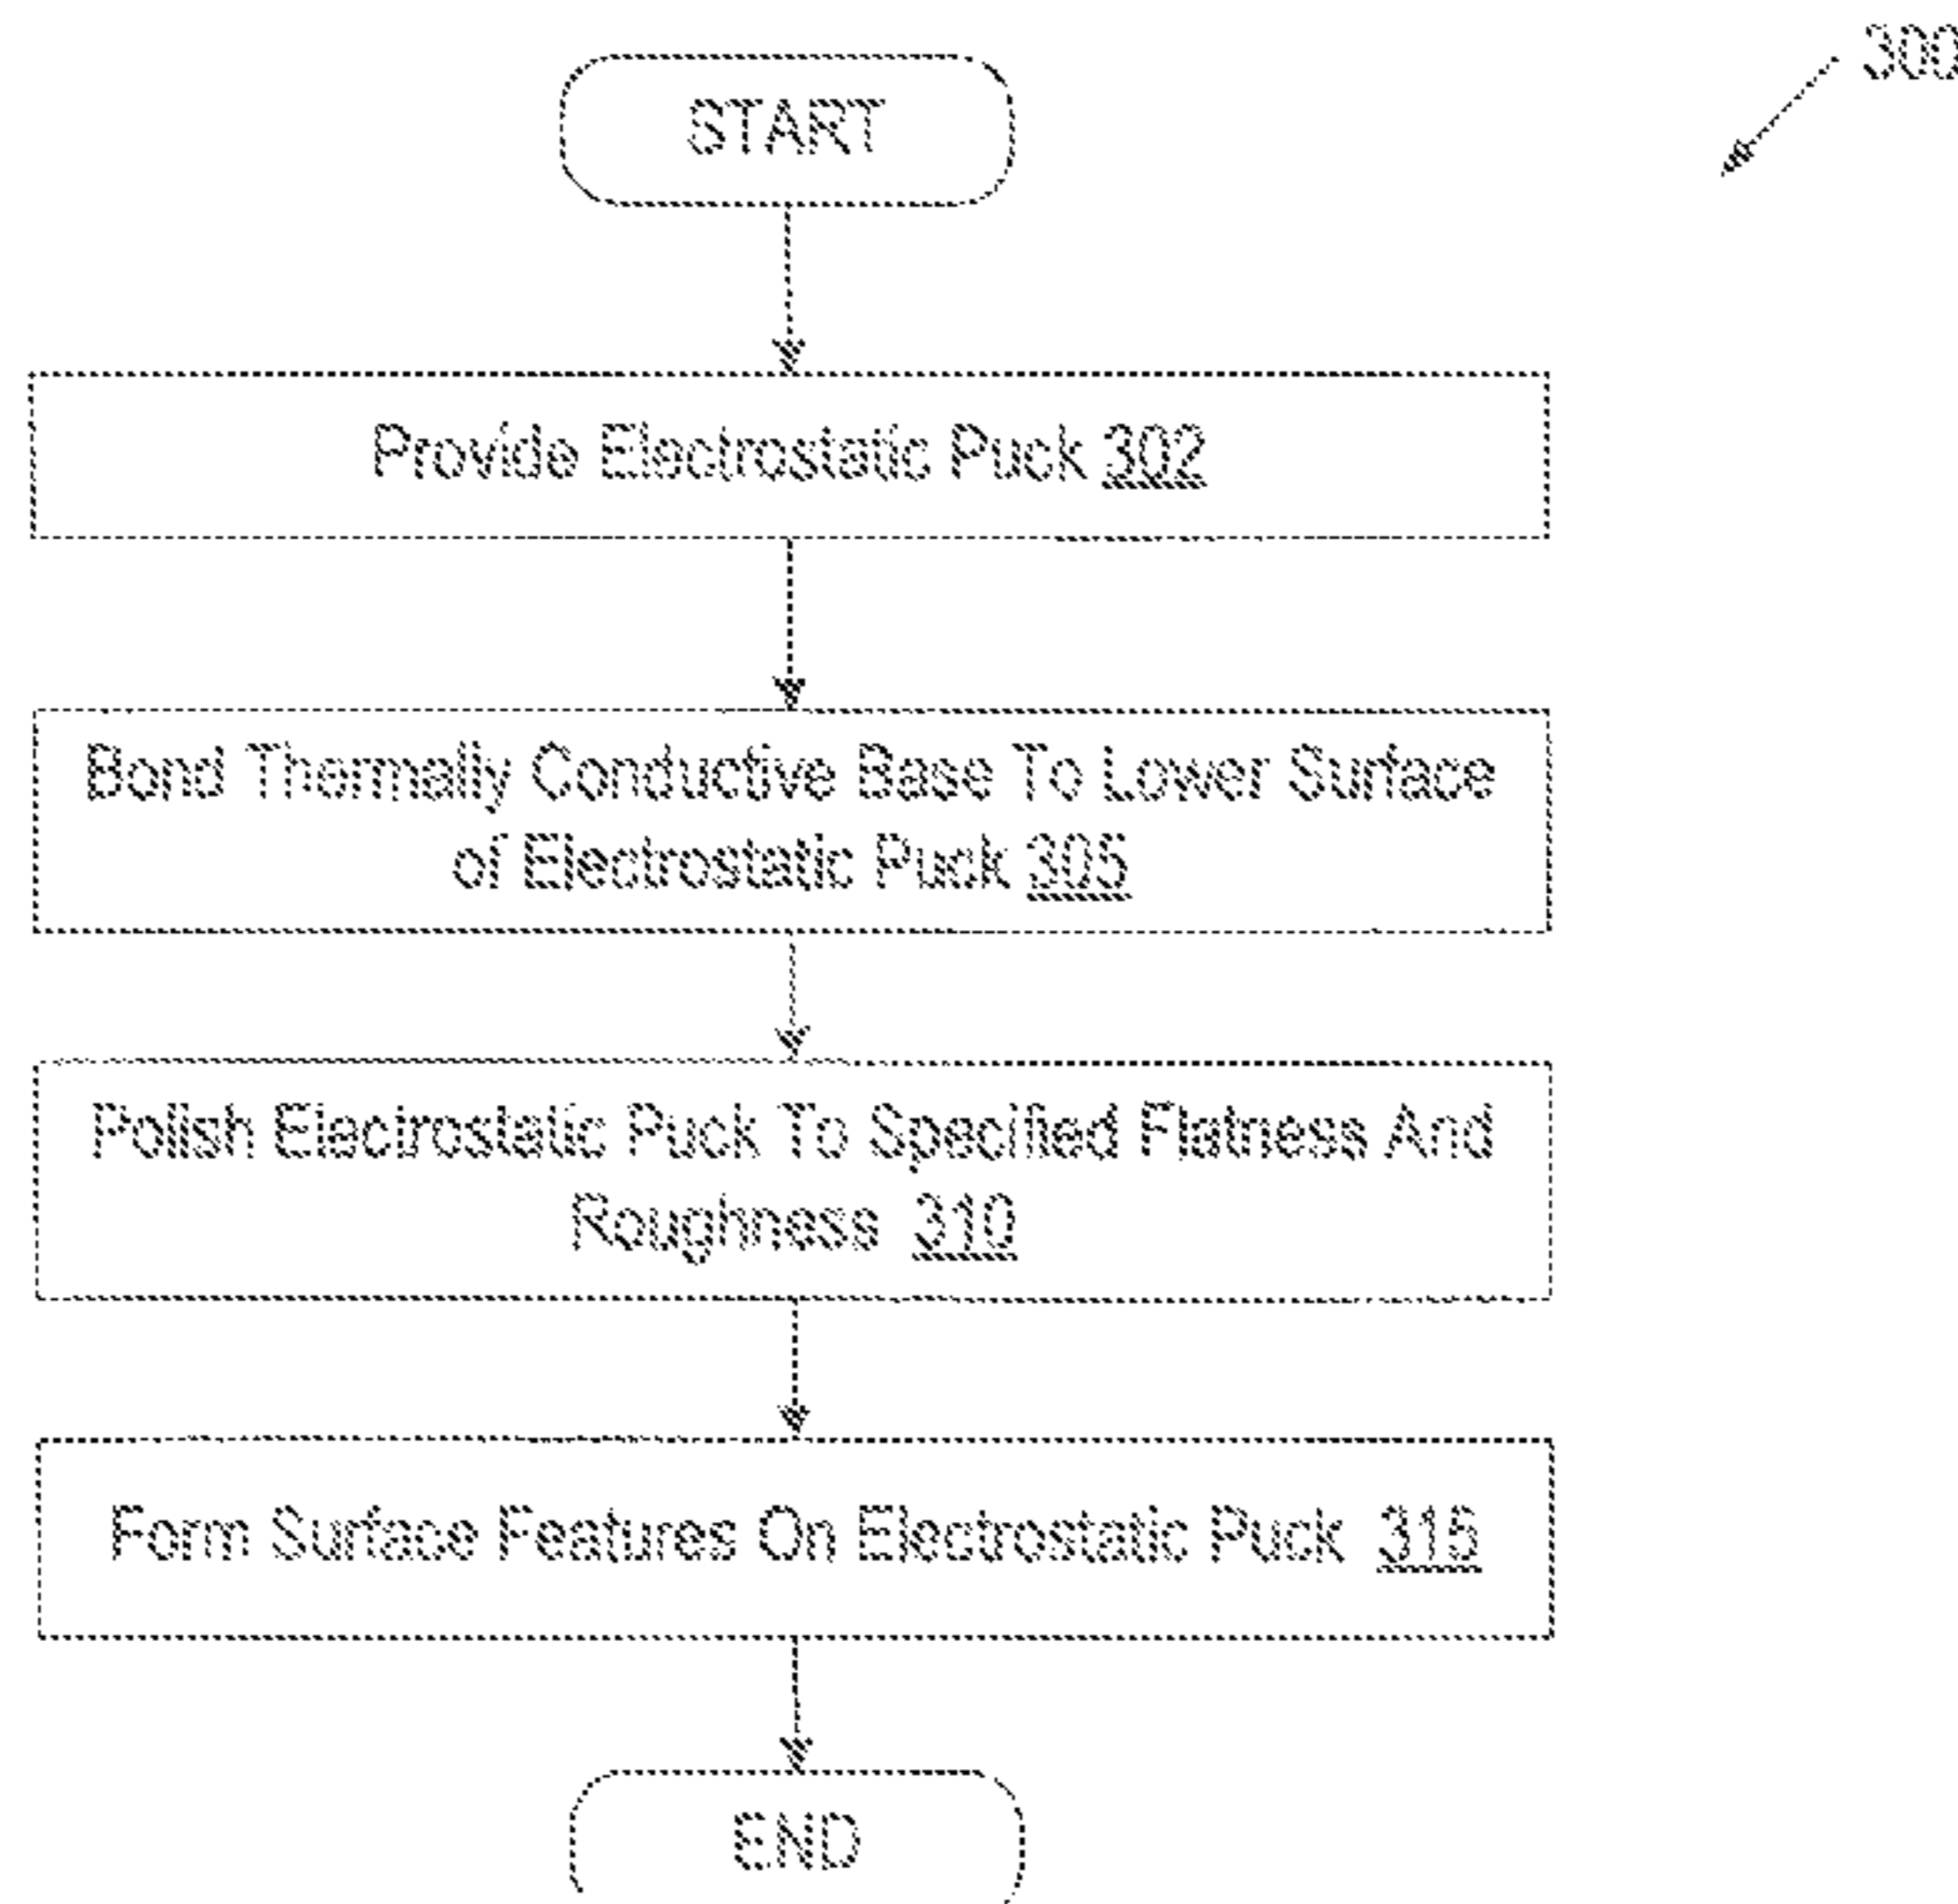 300
START
Provide Electrostatic Puck 302
Bond Thermally Conductive Base To Lower Surface
of Electrostatic Puck 305
Polish Electrostatic Puck To Specified Flatness And
Roughness 310
Form Surface Features On Electrostatic Puck 315
END